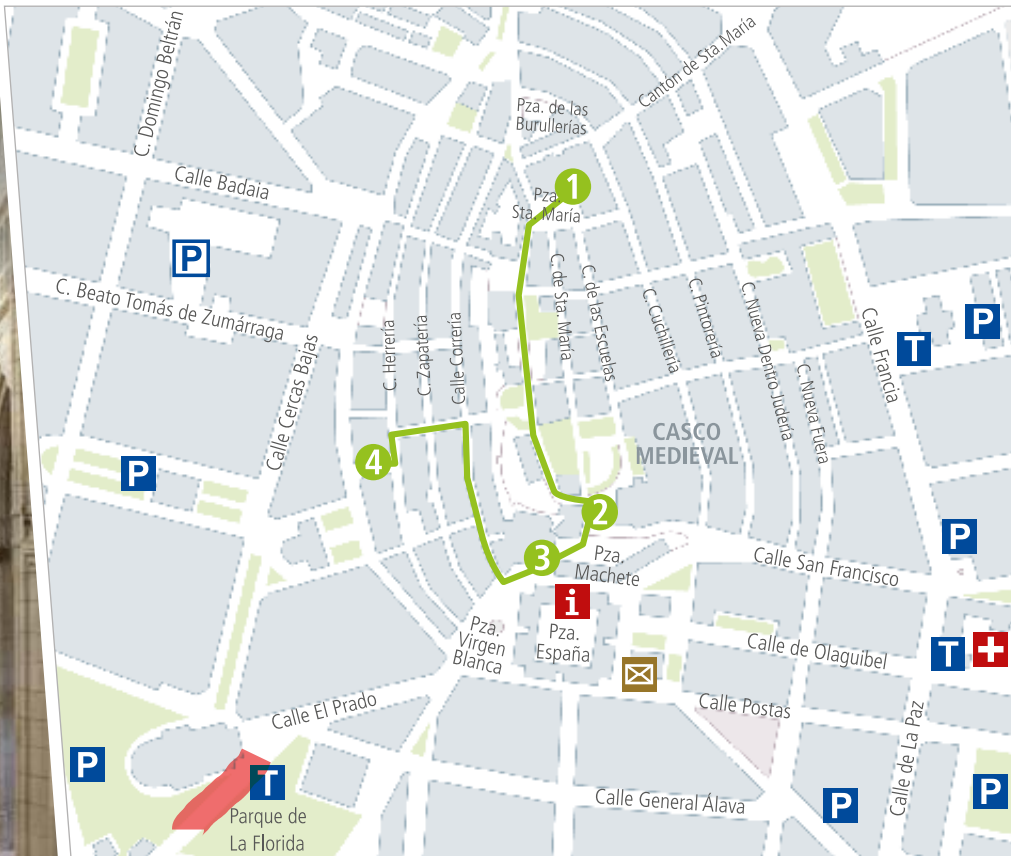 C. Domingo Beltrán
Canton de Sta. María
Pza. de las
Burullerías
Calle Badaia
1
Pza.
Sta. María
P
C. Beato Tomás de Zumárraga
C. de Sta. María
C. de las Escuelas
C. Cuchillería
C. Pintorería
C. Nueva Dentro Judería
C. Nueva Fuera
Calle Francia
P
T
C. Herrería
C. Zapatería
Calle Correría
Calle Cercas Bajas
CASCO
MEDIEVAL
4
P
2
3
P
Pza.
Machete
Calle San Francisco
i
Pza.
Virgen
Blanca
Pza.
España
Calle de Olaguibel
T
Calle El Prado
Calle Postas
Calle de La Paz
P
T
Parque de
La Florida
Calle General Álava
P
P